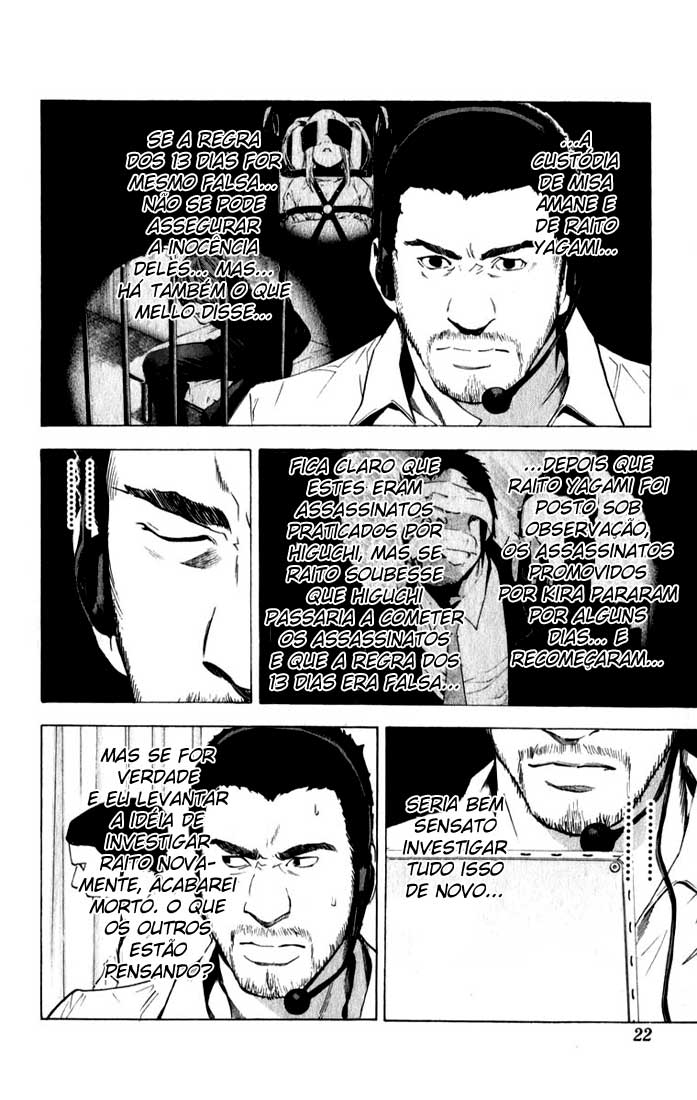 ...A
CUSTÓDIA
DE MISA
AMANE E
DE RAITO
YAGAMI...
SE A REGRA
DOS 13 DIAS FOR
MESMO FALSA...
NÃO SE PODE
ASSEGURAR
A INOCÊNCIA
DELES... MAS...
HÁ TAMBÉM O QUE
MELLO DISSE...
...DEPOIS QUE
RAITO YAGAMI FOI
POSTO SOB
OBSERVAÇÃO,
OS ASSASSINATOS
PROMOVIDOS
POR KIRA PARARAM
POR ALGUNS
DIAS... E
RECOMEÇARAM...
FICA CLARO QUE
ESTES ERAM
ASSASSINATOS
PRATICADOS POR
HIGUCHI, MAS SE
RAITO SOUBESSE
QUE HIGUCHI
PASSARIA A COMETER
OS ASSASSINATOS
E QUE A REGRA DOS
13 DIAS ERA FALSA...
SERIA BEM
SENSATO
INVESTIGAR
TUDO ISSO
DE NOVO...
MAS SE FOR
VERDADE
E EU LEVANTAR
A IDÉIA DE
INVESTIGAR
RAITO NOVA-
MENTE, ACABAREI
MORTO. O QUE
OS OUTROS
ESTÃO
PENSANDO?
22